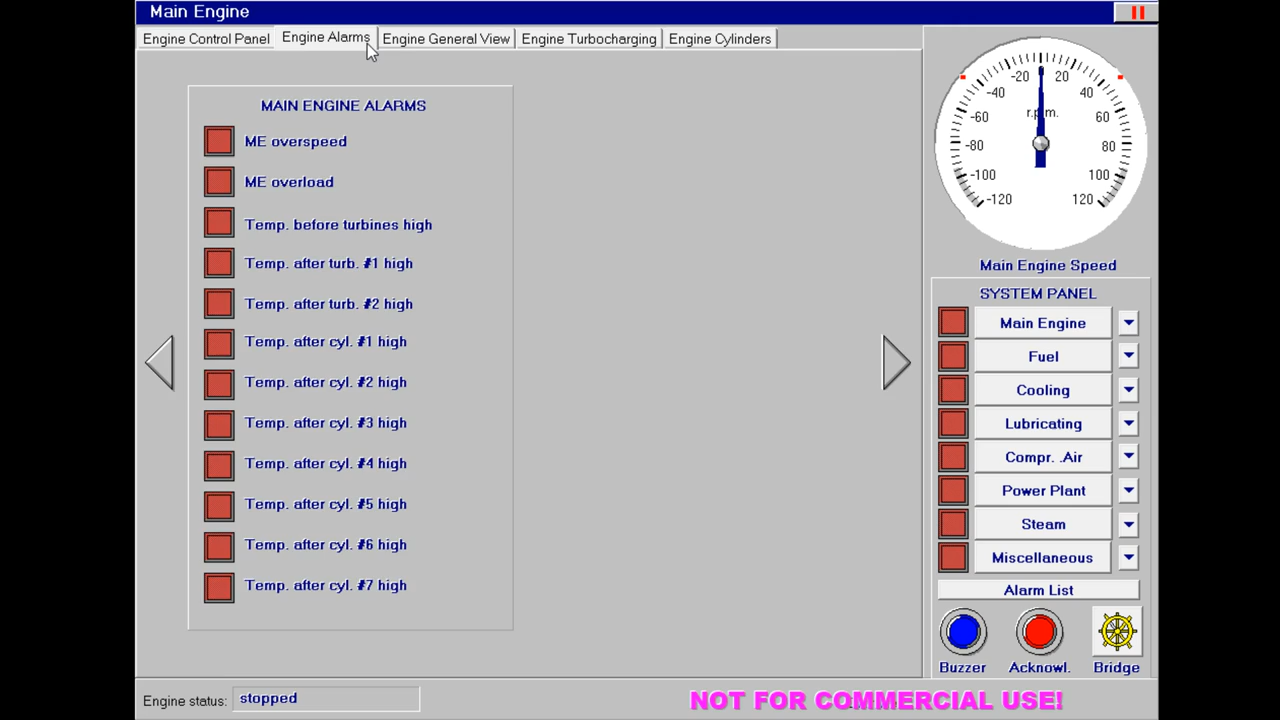 Main Engine
Engine Control Panel
Engine Alarms
Engine General View
Engine Turbocharging
Engine Cylinders
MAIN ENGINE ALARMS
ME overspeed
ME overload
Temp. before turbines high
Temp. after turb. #1 high
Temp. after turb. #2 high
Temp. after cyl. #1 high
Temp. after cyl. #2 high
Temp. after cyl. #3 high
Temp. after cyl. #4 high
Temp. after cyl. #5 high
Temp. after cyl. #6 high
Temp. after cyl. #7 high
-20 20
-40 40
r.p.m.
-60 60
-80 80
-100 100
-120 120
Main Engine Speed
SYSTEM PANEL
Main Engine
Fuel
Cooling
Lubricating
Compr. .Air
Power Plant
Steam
Miscellaneous
Alarm List
Buzzer
Acknowl.
Bridge
Engine status: stopped
NOT FOR COMMERCIAL USE!